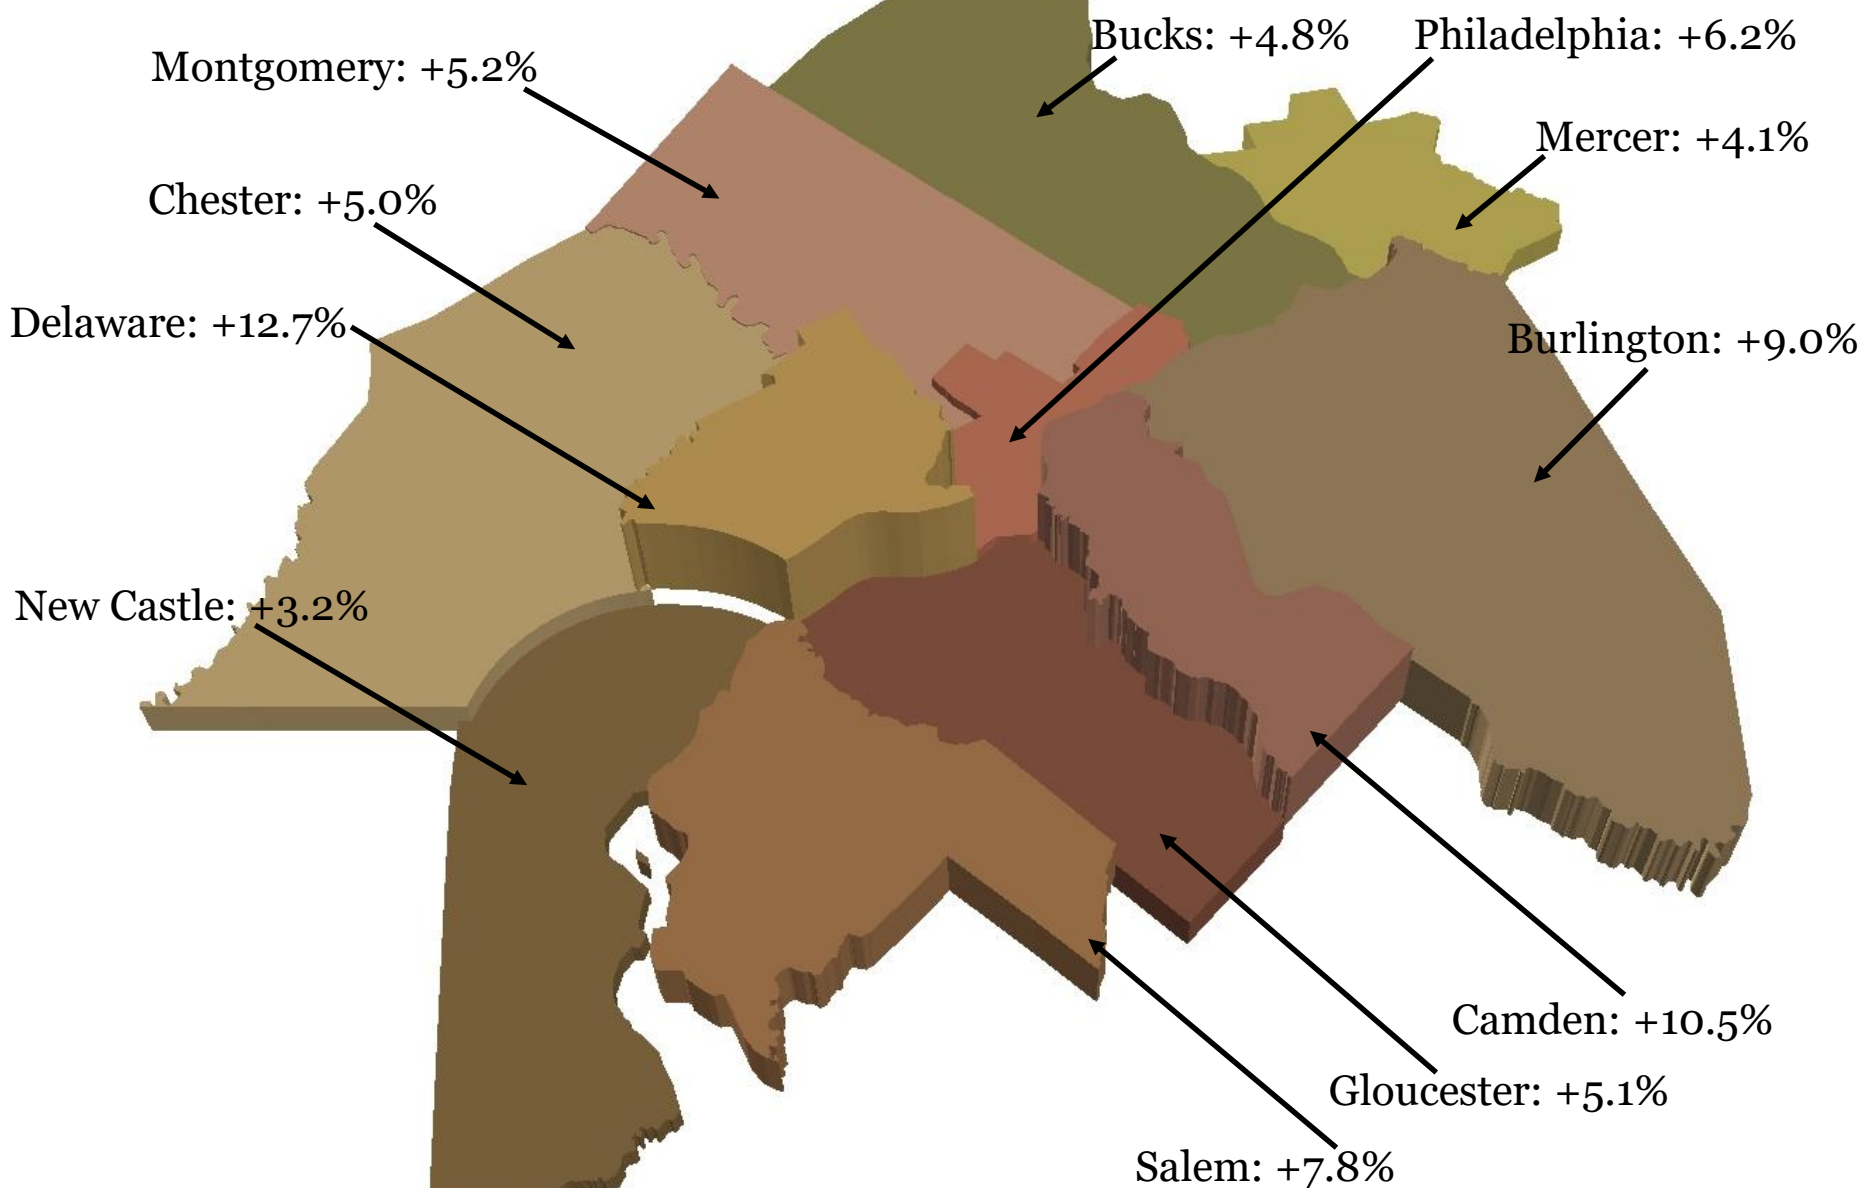 Bucks: +4.8%
Philadelphia: +6.2%
Montgomery: +5.2%
Mercer: +4.1%
Chester: +5.0%
Delaware: +12.7%
Burlington: +9.0%
New Castle: +3.2%
Camden: +10.5%
Gloucester: +5.1%
Salem: +7.8%